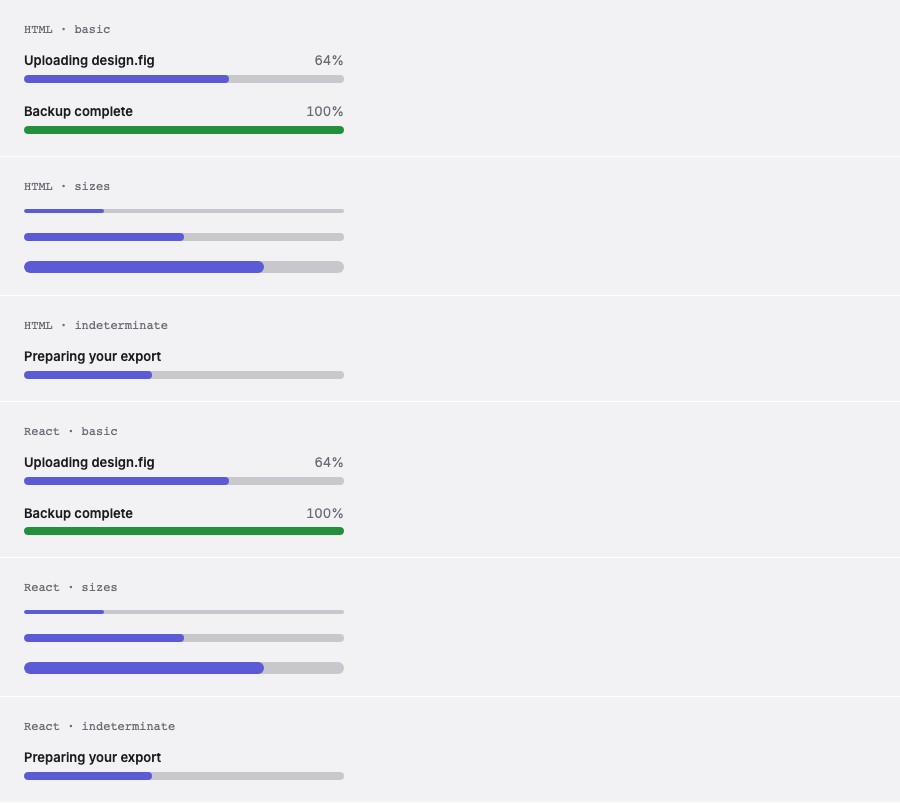 HTML · basic
Uploading design.fig 64%
Backup complete 100%
HTML · sizes
HTML · indeterminate
Preparing your export
React · basic
Uploading design.fig 64%
Backup complete 100%
React · sizes
React · indeterminate
Preparing your export